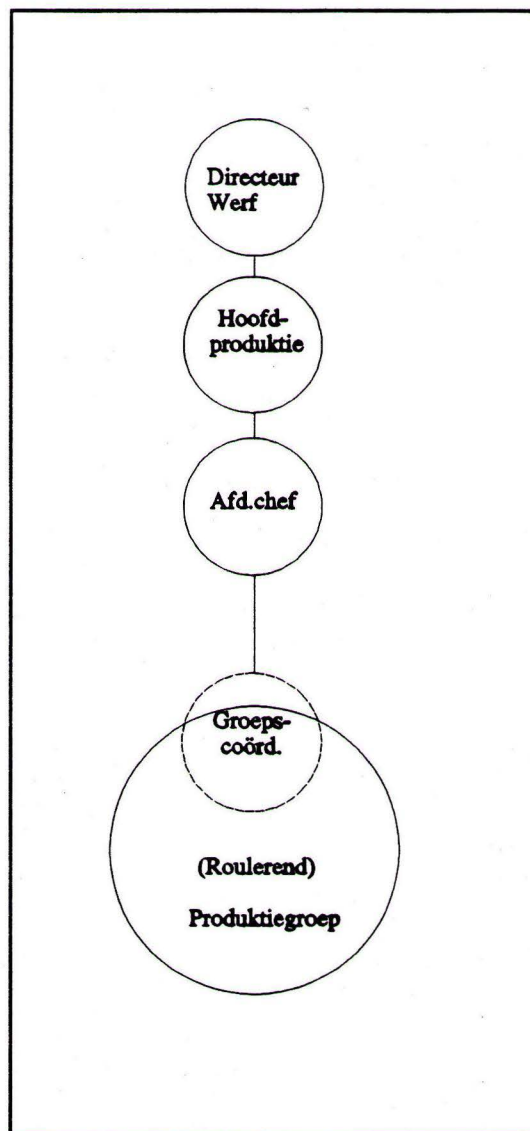 Directeur
Werf
Hoofd-
produktie
Afd.chef
Groeps-
coörd.
(Roulerend)
Produktiegroep